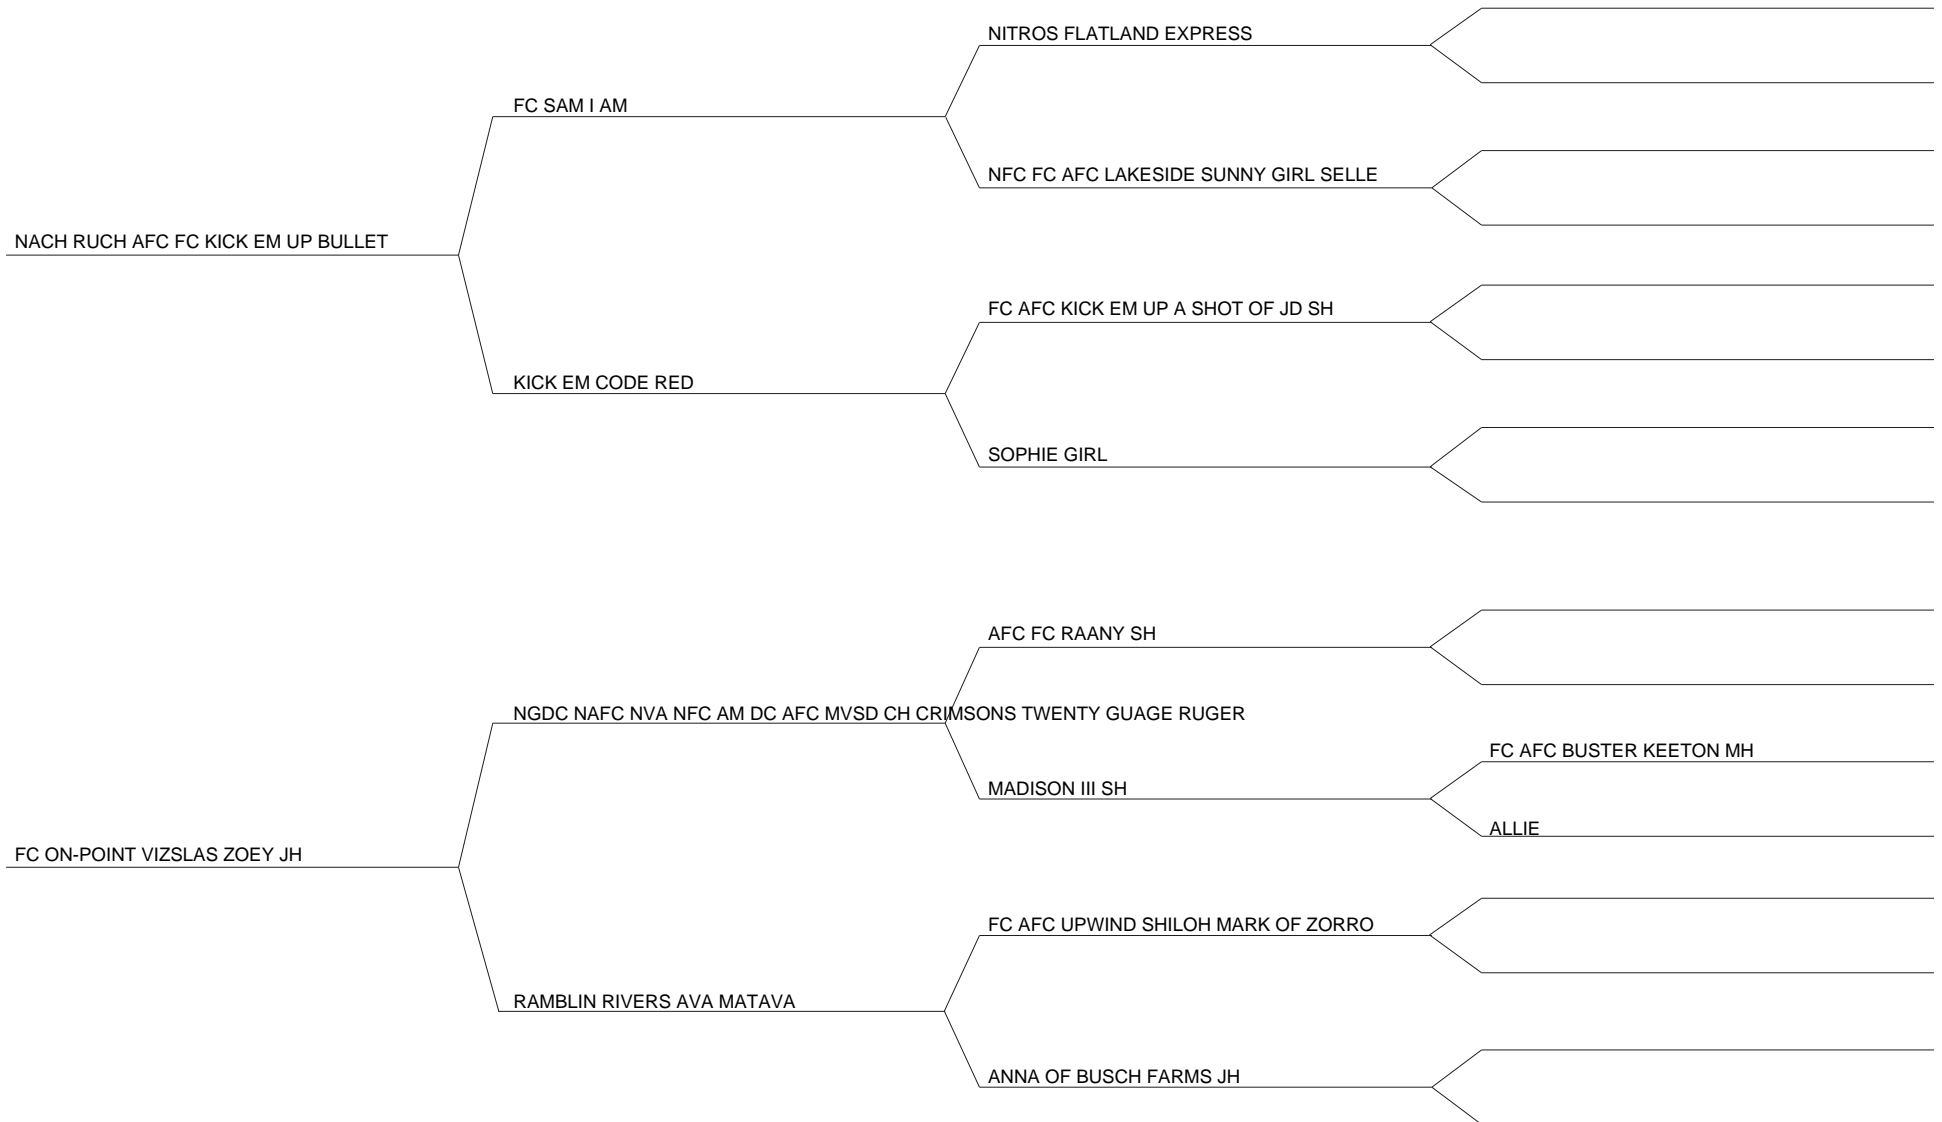 NITROS FLATLAND EXPRESS
FC SAM I AM
NFC FC AFC LAKESIDE SUNNY GIRL SELLE
NACH RUCH AFC FC KICK EM UP BULLET
FC AFC KICK EM UP A SHOT OF JD SH
KICK EM CODE RED
SOPHIE GIRL
AFC FC RAANY SH
NGDC NAFC NVA NFC AM DC AFC MVSD CH CRIMSONS TWENTY GUAGE RUGER
FC AFC BUSTER KEETON MH
MADISON III SH
ALLIE
FC ON-POINT VIZSLAS ZOEY JH
FC AFC UPWIND SHILOH MARK OF ZORRO
RAMBLIN RIVERS AVA MATAVA
ANNA OF BUSCH FARMS JH